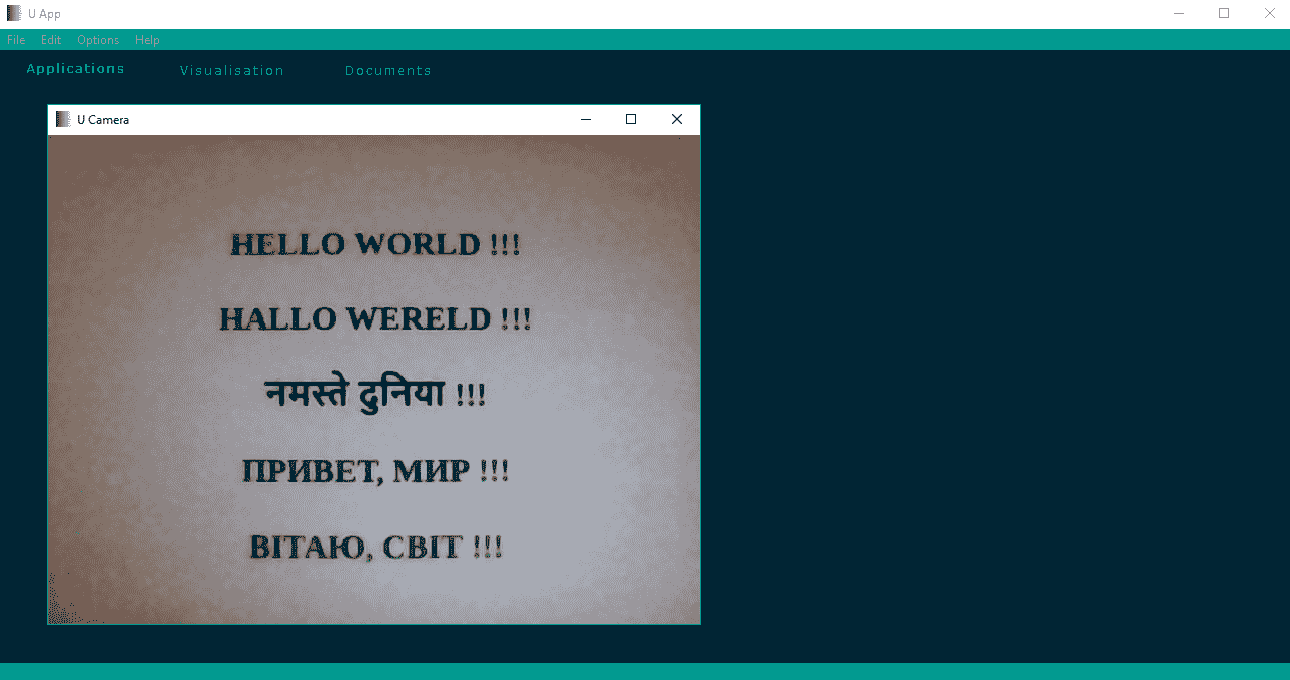 U App
File Edit Options Help
Applications Visualisation Documents
U Camera
HELLO WORLD !!!
HALLO WERELD !!!
नमस्ते दुनिया !!!
ПРИВЕТ, МИР !!!
ВІТАЮ, СВІТ !!!